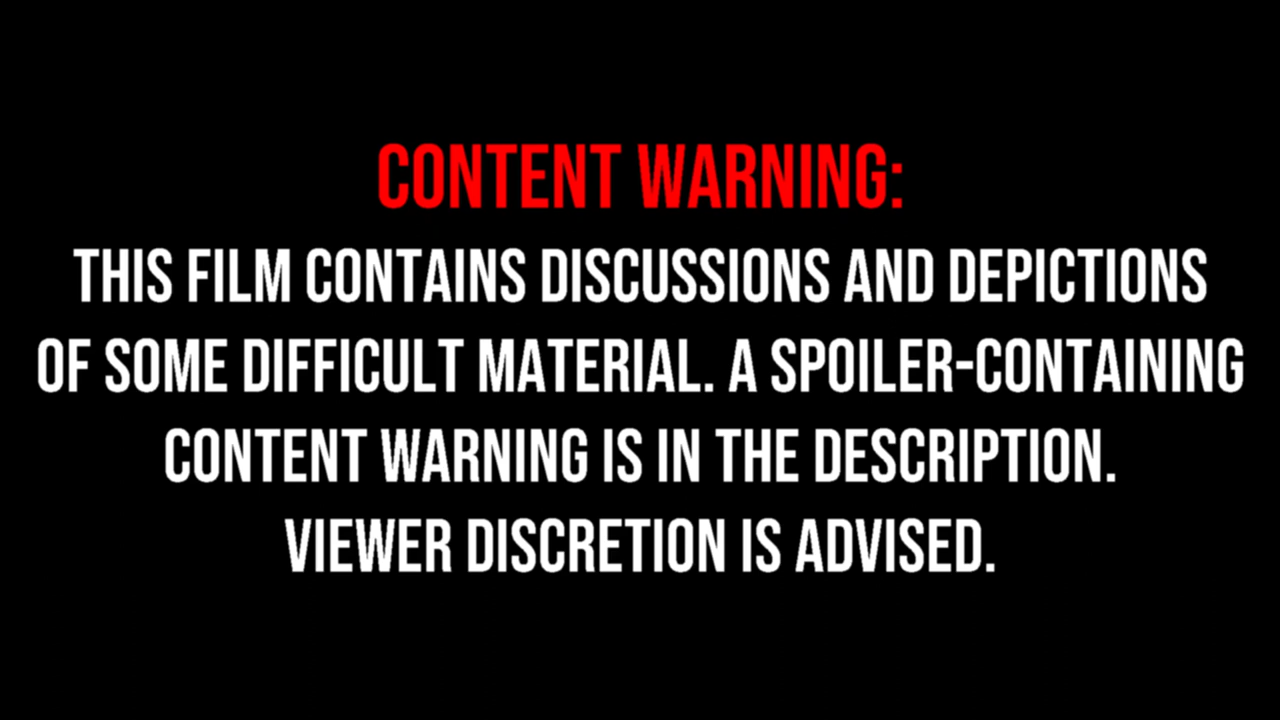 CONTENT WARNING:
THIS FILM CONTAINS DISCUSSIONS AND DEPICTIONS
OF SOME DIFFICULT MATERIAL. A SPOILER-CONTAINING
CONTENT WARNING IS IN THE DESCRIPTION.
VIEWER DISCRETION IS ADVISED.